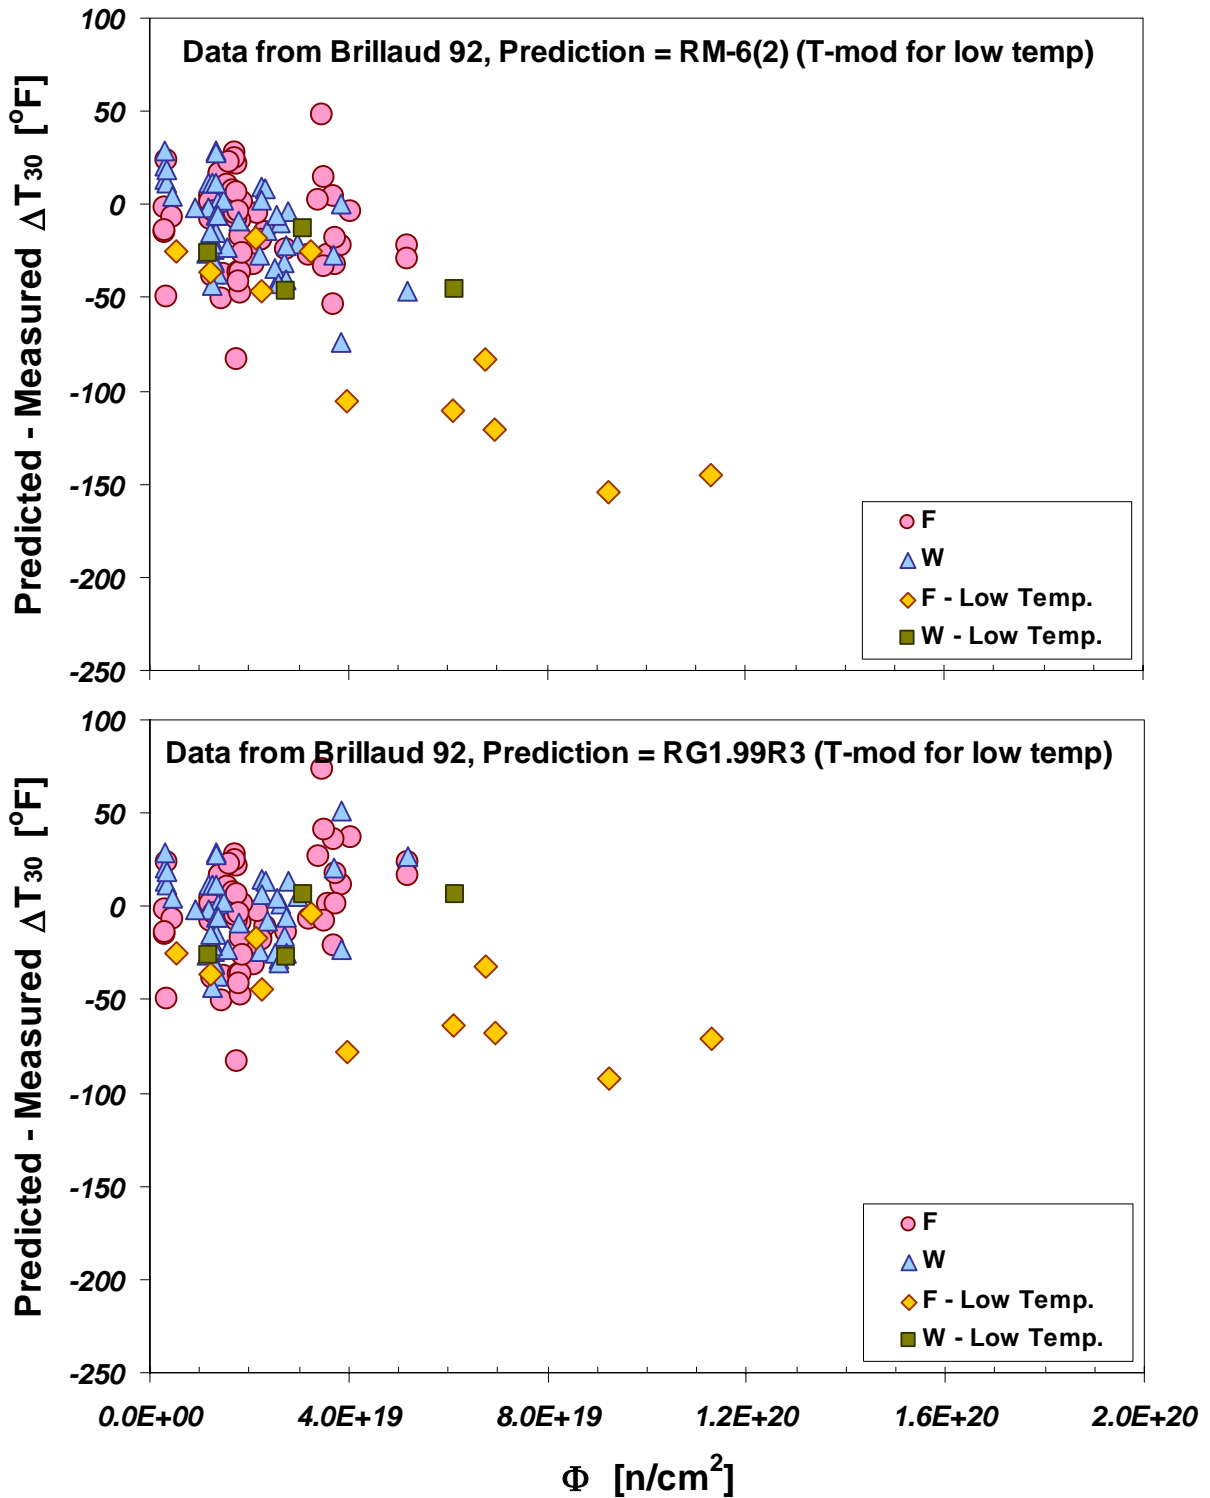 Data from Brillaud 92, Prediction = RM-6(2) (T-mod for low temp)
Predicted - Measured ΔT30 [oF]
100
50
0
-50
-100
-150
-200
-250
F
W
F - Low Temp.
W - Low Temp.
Data from Brillaud 92, Prediction = RG1.99R3 (T-mod for low temp)
Predicted - Measured ΔT30 [oF]
100
50
0
-50
-100
-150
-200
-250
F
W
F - Low Temp.
W - Low Temp.
0.0E+00 4.0E+19 8.0E+19 1.2E+20 1.6E+20 2.0E+20
Φ [n/cm2]